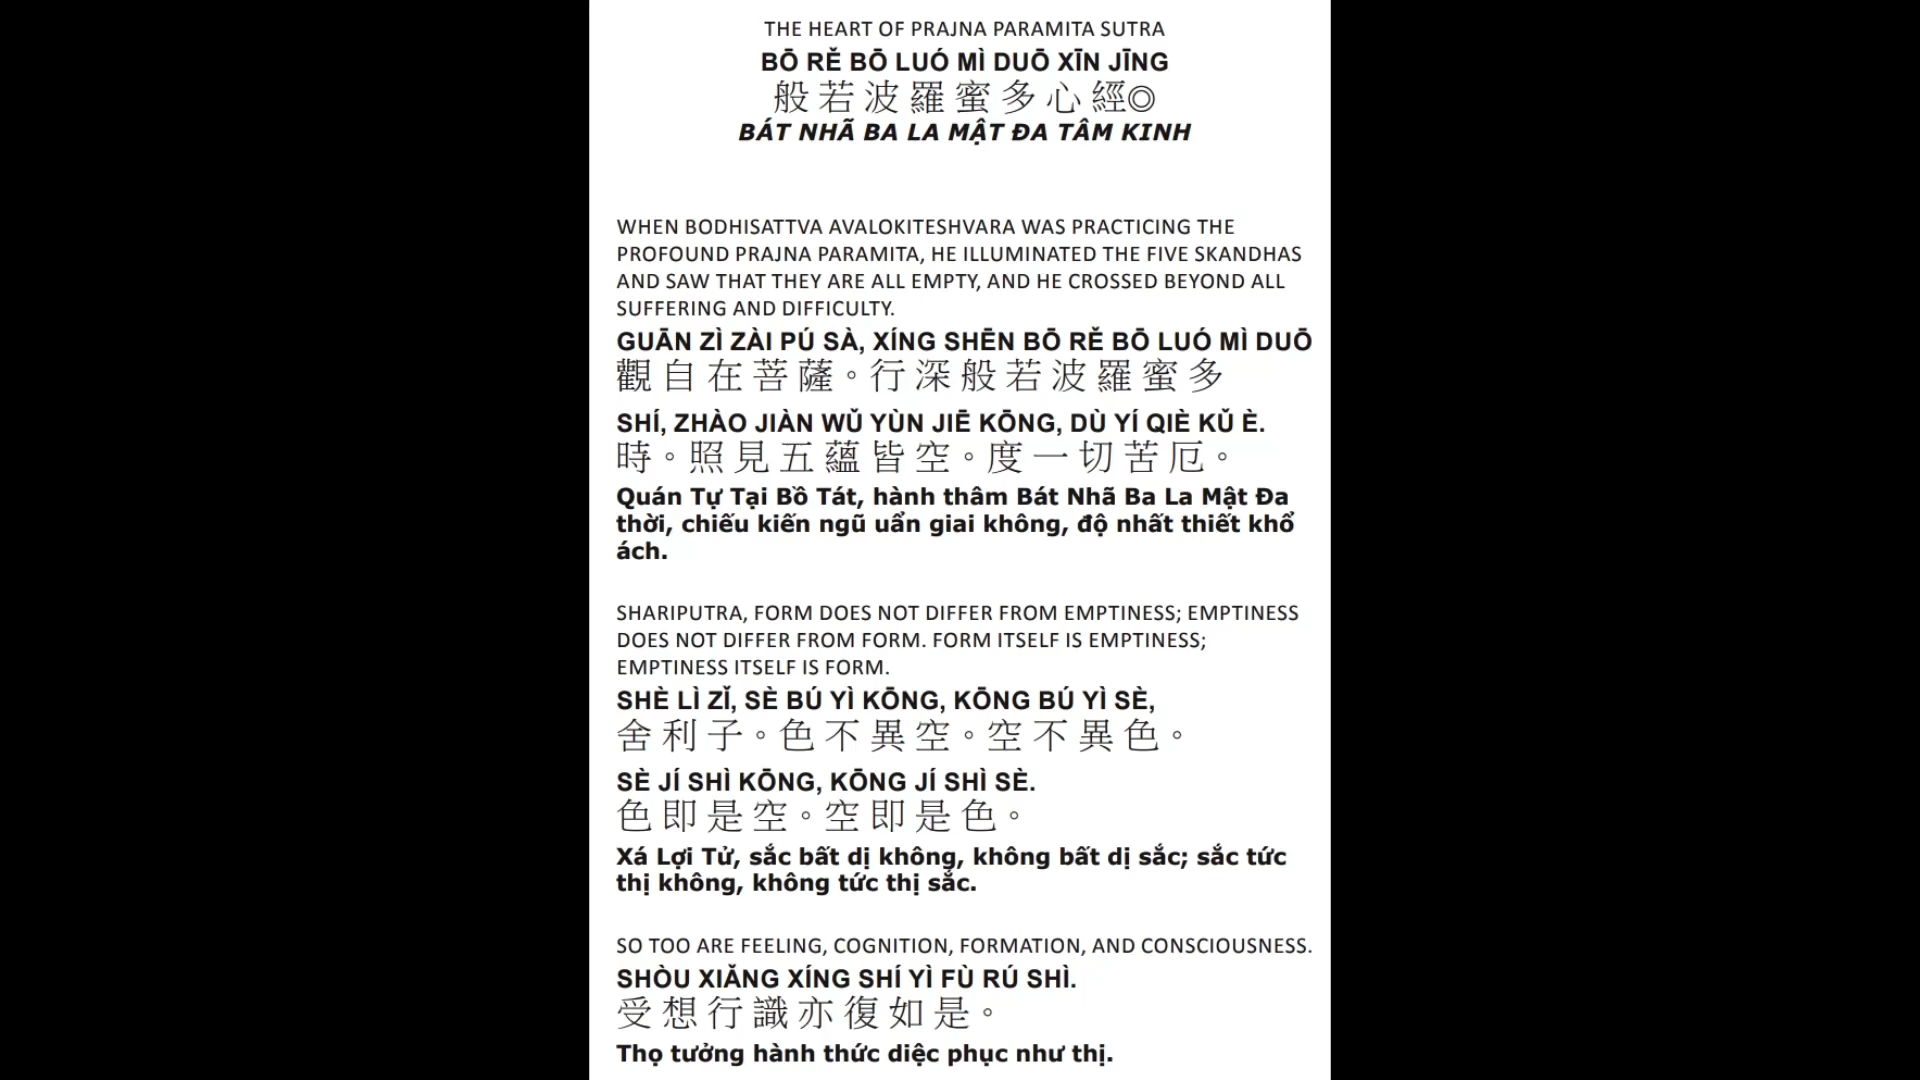 THE HEART OF PRAJNA PARAMITA SUTRA
BŌ RĚ BŌ LUÓ MÌ DUŌ XĪN JĪNG
般若波羅蜜多心經◎
BÁT NHÃ BA LA MẬT ĐA TÂM KINH
WHEN BODHISATTVA AVALOKITESHVARA WAS PRACTICING THE
PROFOUND PRAJNA PARAMITA, HE ILLUMINATED THE FIVE SKANDHAS
AND SAW THAT THEY ARE ALL EMPTY, AND HE CROSSED BEYOND ALL
SUFFERING AND DIFFICULTY.
GUĀN ZÌ ZÀI PÚ SÀ, XÍNG SHĒN BŌ RĚ BŌ LUÓ MÌ DUŌ
觀自在菩薩。行深般若波羅蜜多
SHÍ, ZHÀO JIÀN WǓ YÙN JIĒ KŌNG, DÙ YÍ QIÈ KǓ È.
時。照見五蘊皆空。度一切苦厄。
Quán Tự Tại Bồ Tát, hành thâm Bát Nhã Ba La Mật Đa
thời, chiếu kiến ngũ uẩn giai không, độ nhất thiết khổ
ách.
SHARIPUTRA, FORM DOES NOT DIFFER FROM EMPTINESS; EMPTINESS
DOES NOT DIFFER FROM FORM. FORM ITSELF IS EMPTINESS;
EMPTINESS ITSELF IS FORM.
SHÈ LÌ ZǏ, SÈ BÚ YÌ KŌNG, KŌNG BÚ YÌ SÈ,
舍利子。色不異空。空不異色。
SÈ JÍ SHÌ KŌNG, KŌNG JÍ SHÌ SÈ.
色即是空。空即是色。
Xá Lợi Tử, sắc bất dị không, không bất dị sắc; sắc tức
thị không, không tức thị sắc.
SO TOO ARE FEELING, COGNITION, FORMATION, AND CONSCIOUSNESS.
SHÒU XIǍNG XÍNG SHÍ YÌ FÙ RÚ SHÌ.
受想行識亦復如是。
Thọ tưởng hành thức diệc phục như thị.